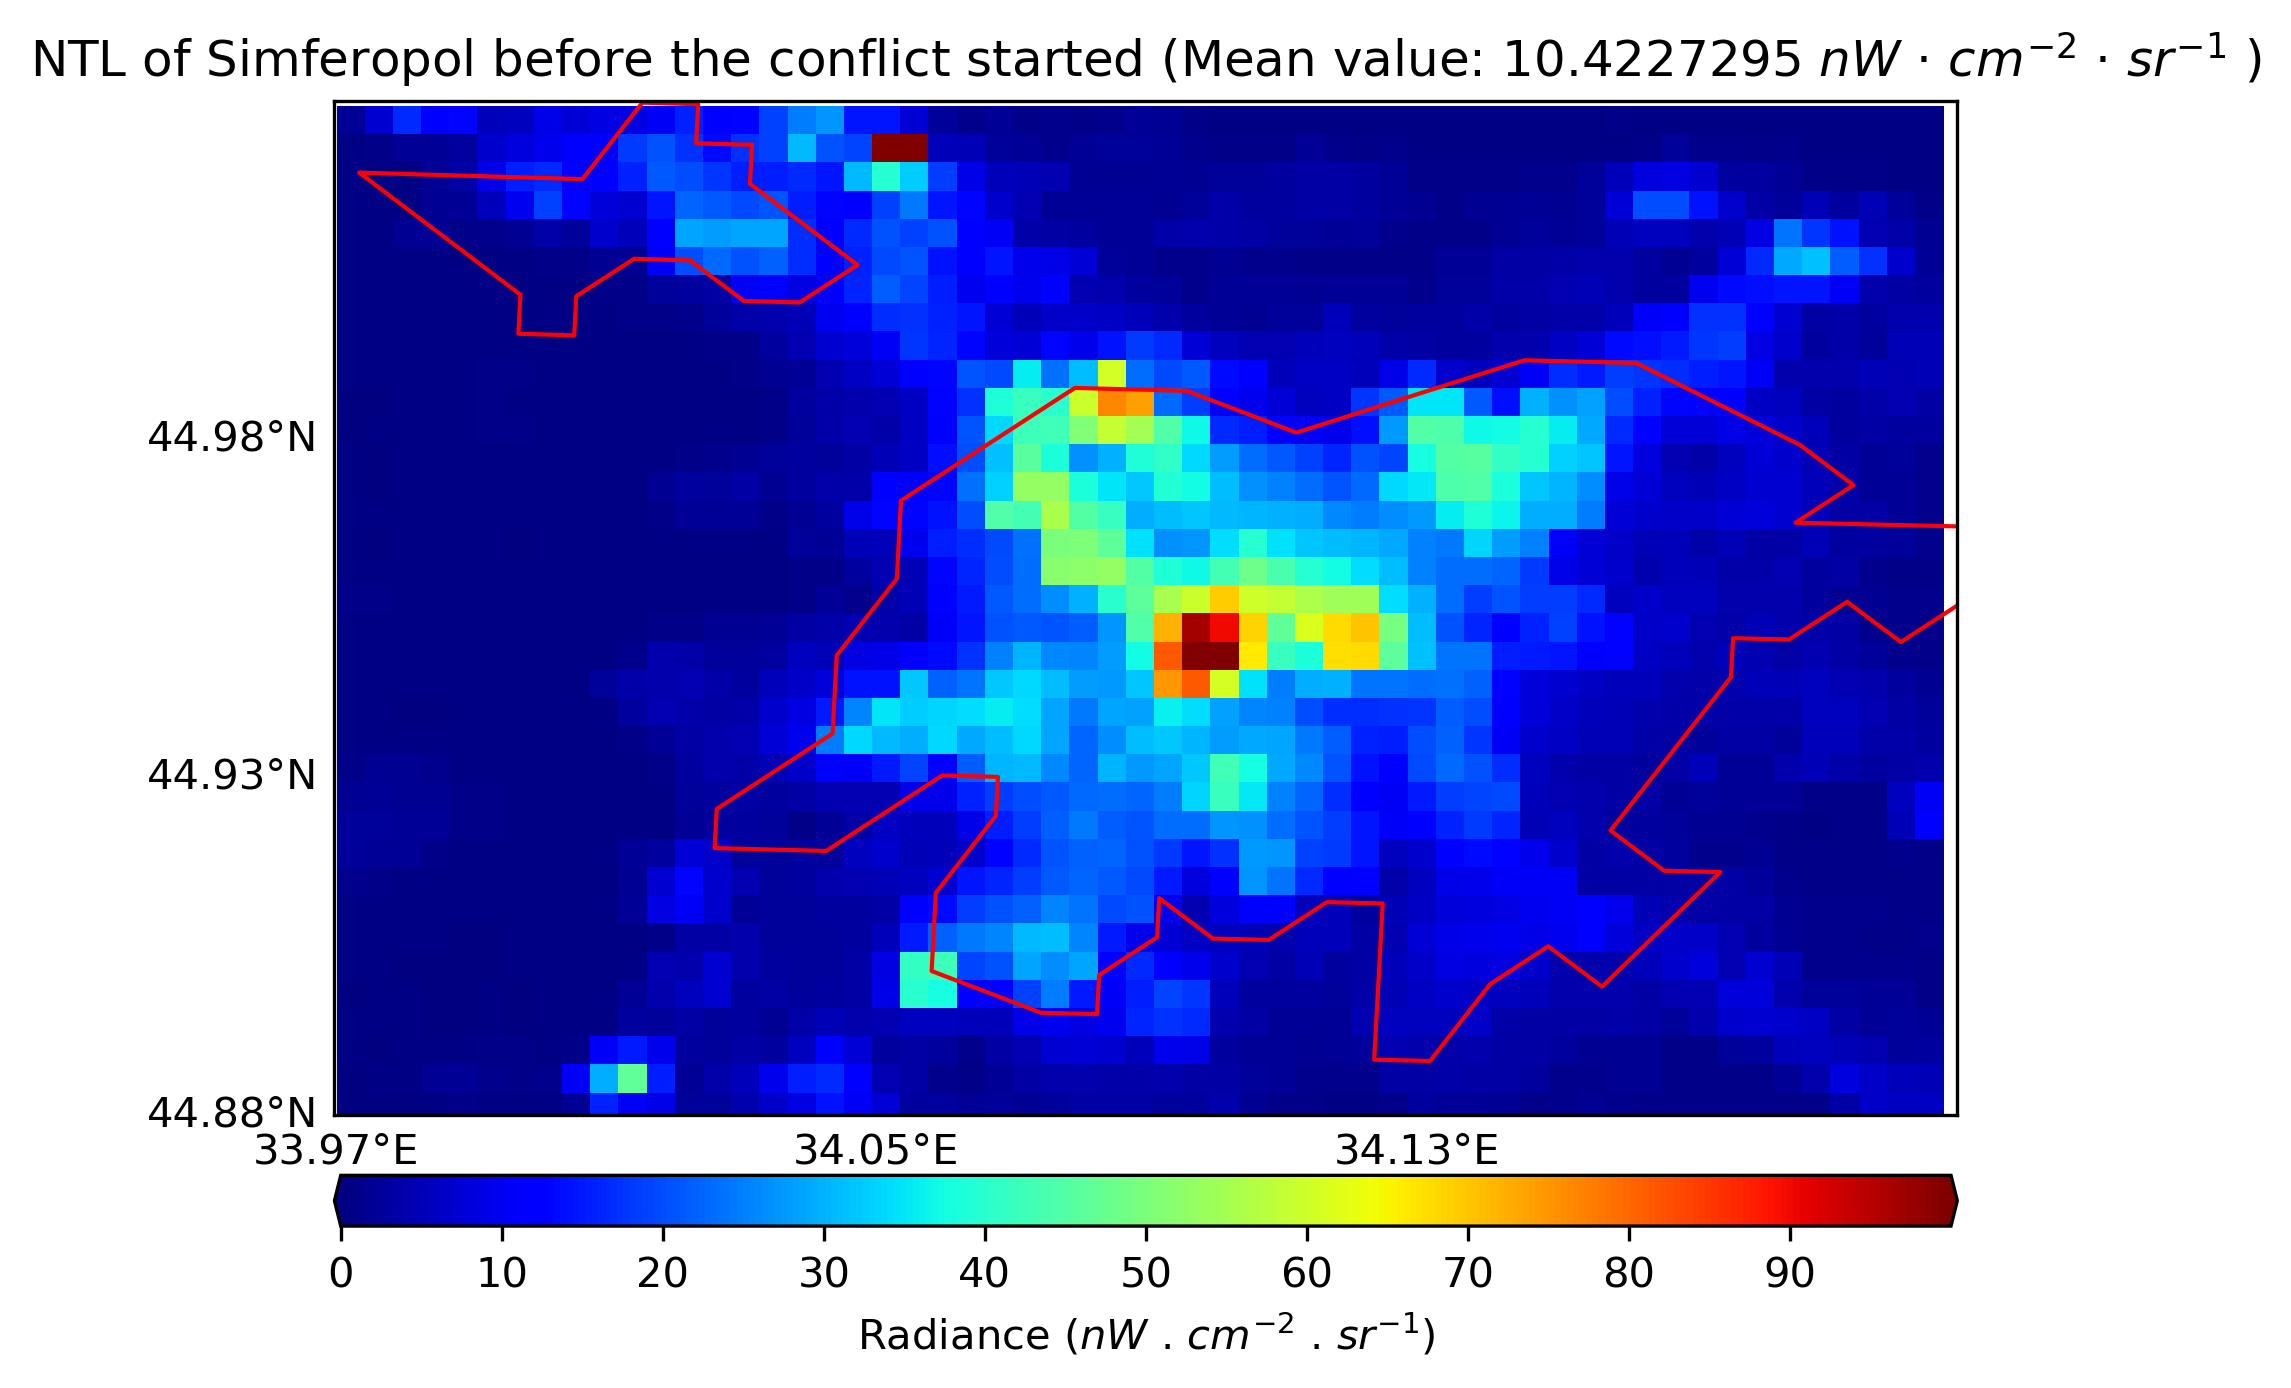 NTL of Simferopol before the conflict started (Mean value: 10.4227295 nW · cm⁻² · sr⁻¹ )
44.98°N
44.93°N
44.88°N
33.97°E 34.05°E 34.13°E
0 10 20 30 40 50 60 70 80 90
Radiance (nW . cm⁻² . sr⁻¹)